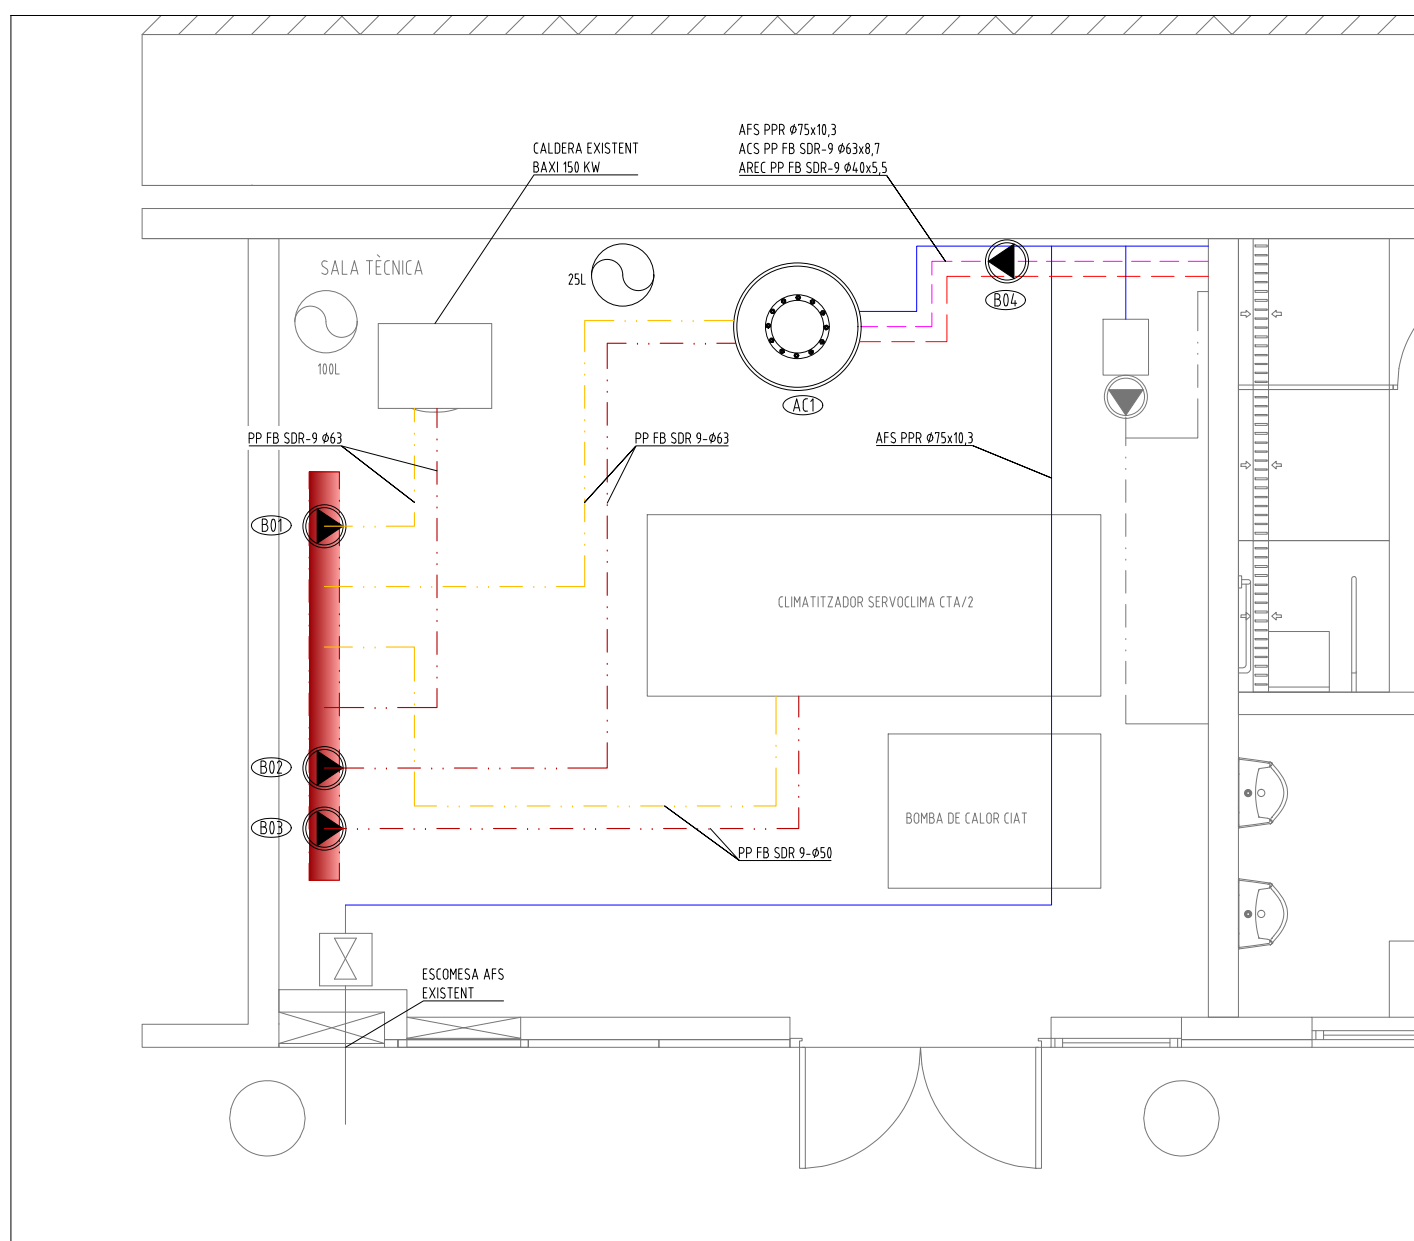 AFS PPR Ø75x10,3
ACS PP FB SDR-9 Ø63x8,7
AREC PP FB SDR-9 Ø40x5,5
CALDERA EXISTENT
BAXI 150 KW
SALA TÈCNICA
25L
100L
B04
AC1
PP FB SDR-9 Ø63
PP FB SDR 9-Ø63
AFS PPR Ø75x10,3
B01
CLIMATITZADOR SERVOCLIMA CTA/2
B02
B03
BOMBA DE CALOR CIAT
PP FB SDR 9-Ø50
ESCOMESA AFS
EXISTENT